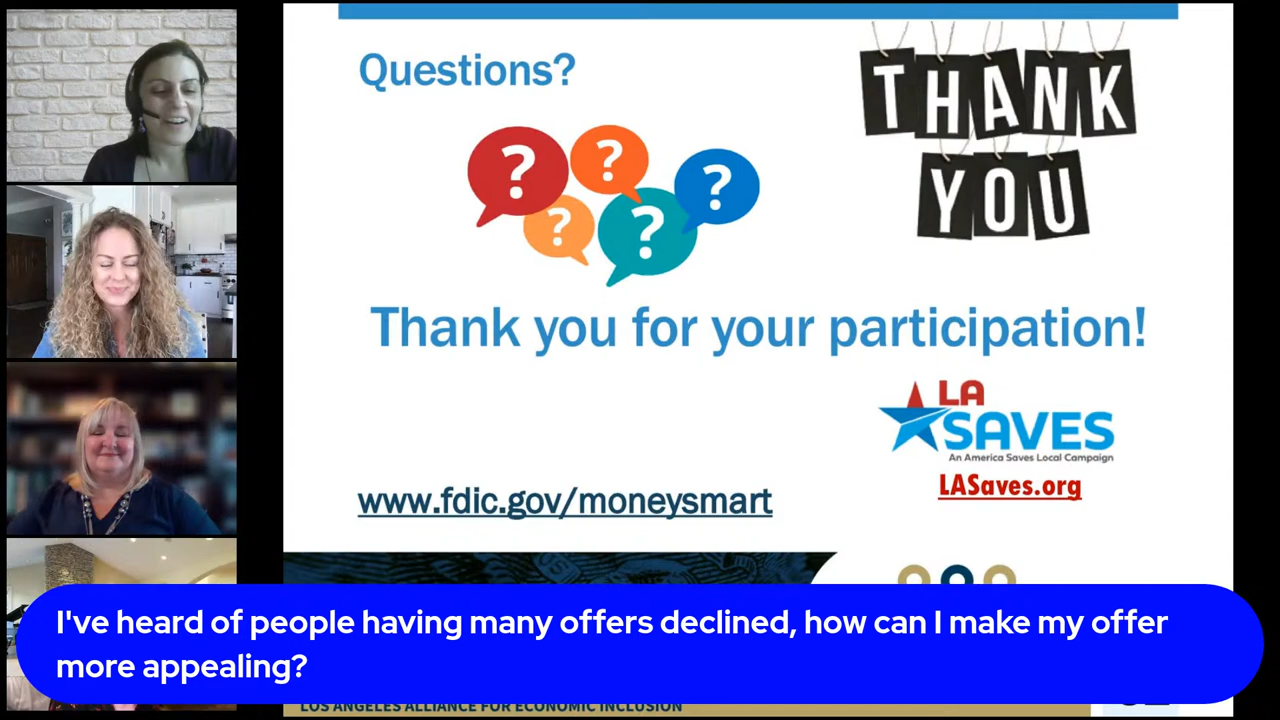 Questions?
THANK
YOU
? ? ? ? ?
Thank you for your participation!
LA
SAVES
An America Saves Local Campaign
LASaves.org
www.fdic.gov/moneysmart
I've heard of people having many offers declined, how can I make my offer
more appealing?
LOS ANGELES ALLIANCE FOR ECONOMIC INCLUSION